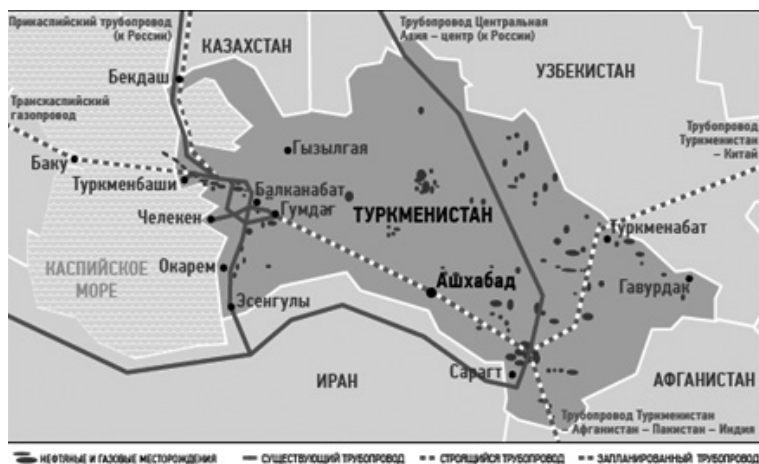 Прикаспийский трубопровод
(к России)
КАЗАХСТАН
Трубопровод Центральная
Азия – центр (к России)
УЗБЕКИСТАН
Бекдаш
Транскаспийский
газопровод
Трубопровод
Туркменистан
– Китай
Гызылгая
Баку
Туркменбаши
Балканабат
Гумдаг
ТУРКМЕНИСТАН
Челекен
Туркменабат
КАСПИЙСКОЕ
МОРЕ
Окарем
Ашхабад
Гавурдак
Эсенгулы
Сарагт
ИРАН
АФГАНИСТАН
Трубопровод Туркменистан
– Афганистан – Пакистан – Индия
НЕФТЯНЫЕ И ГАЗОВЫЕ МЕСТОРОЖДЕНИЯ
СУЩЕСТВУЮЩИЙ ТРУБОПРОВОД
СТРОЯЩИЙСЯ ТРУБОПРОВОД
ЗАПЛАНИРОВАННЫЙ ТРУБОПРОВОД